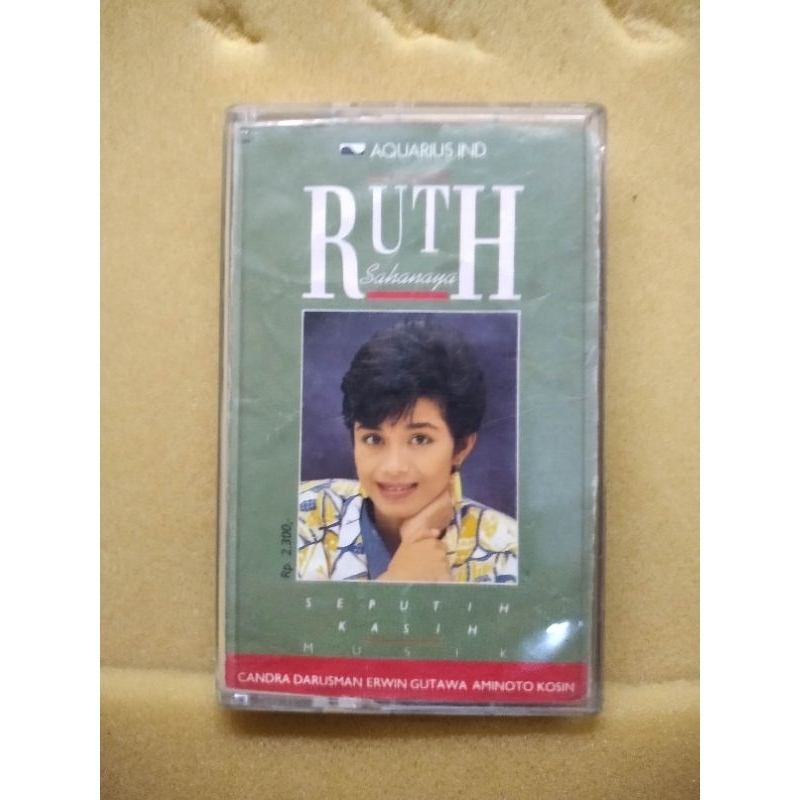 AQUARIUS IND
RUTH
Sahanaya
Rp. 2.300,-
SEPUTIH
KASIH
MUSIK
CANDRA DARUSMAN ERWIN GUTAWA AMINOTO KOSIN